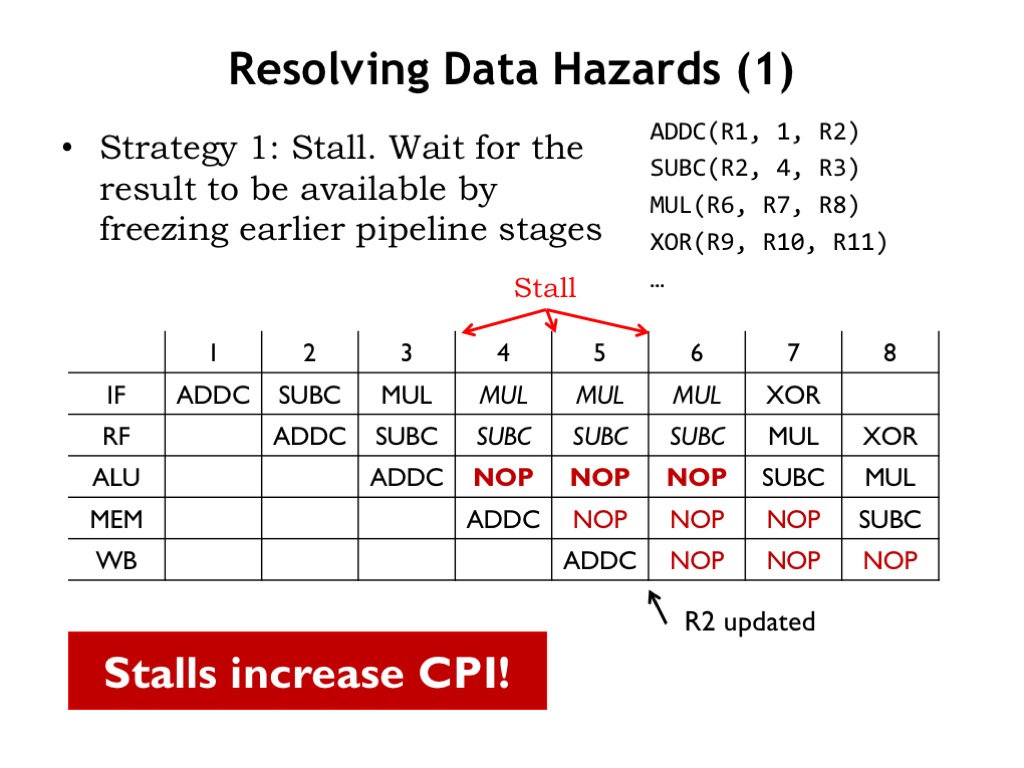 Resolving Data Hazards (1)
• Strategy 1: Stall. Wait for the
result to be available by
freezing earlier pipeline stages
ADDC(R1, 1, R2)
SUBC(R2, 4, R3)
MUL(R6, R7, R8)
XOR(R9, R10, R11)
…
Stall
1 2 3 4 5 6 7 8
IF ADDC SUBC MUL MUL MUL MUL XOR
RF ADDC SUBC SUBC SUBC SUBC MUL XOR
ALU ADDC NOP NOP NOP SUBC MUL
MEM ADDC NOP NOP NOP SUBC
WB ADDC NOP NOP NOP
R2 updated
Stalls increase CPI!